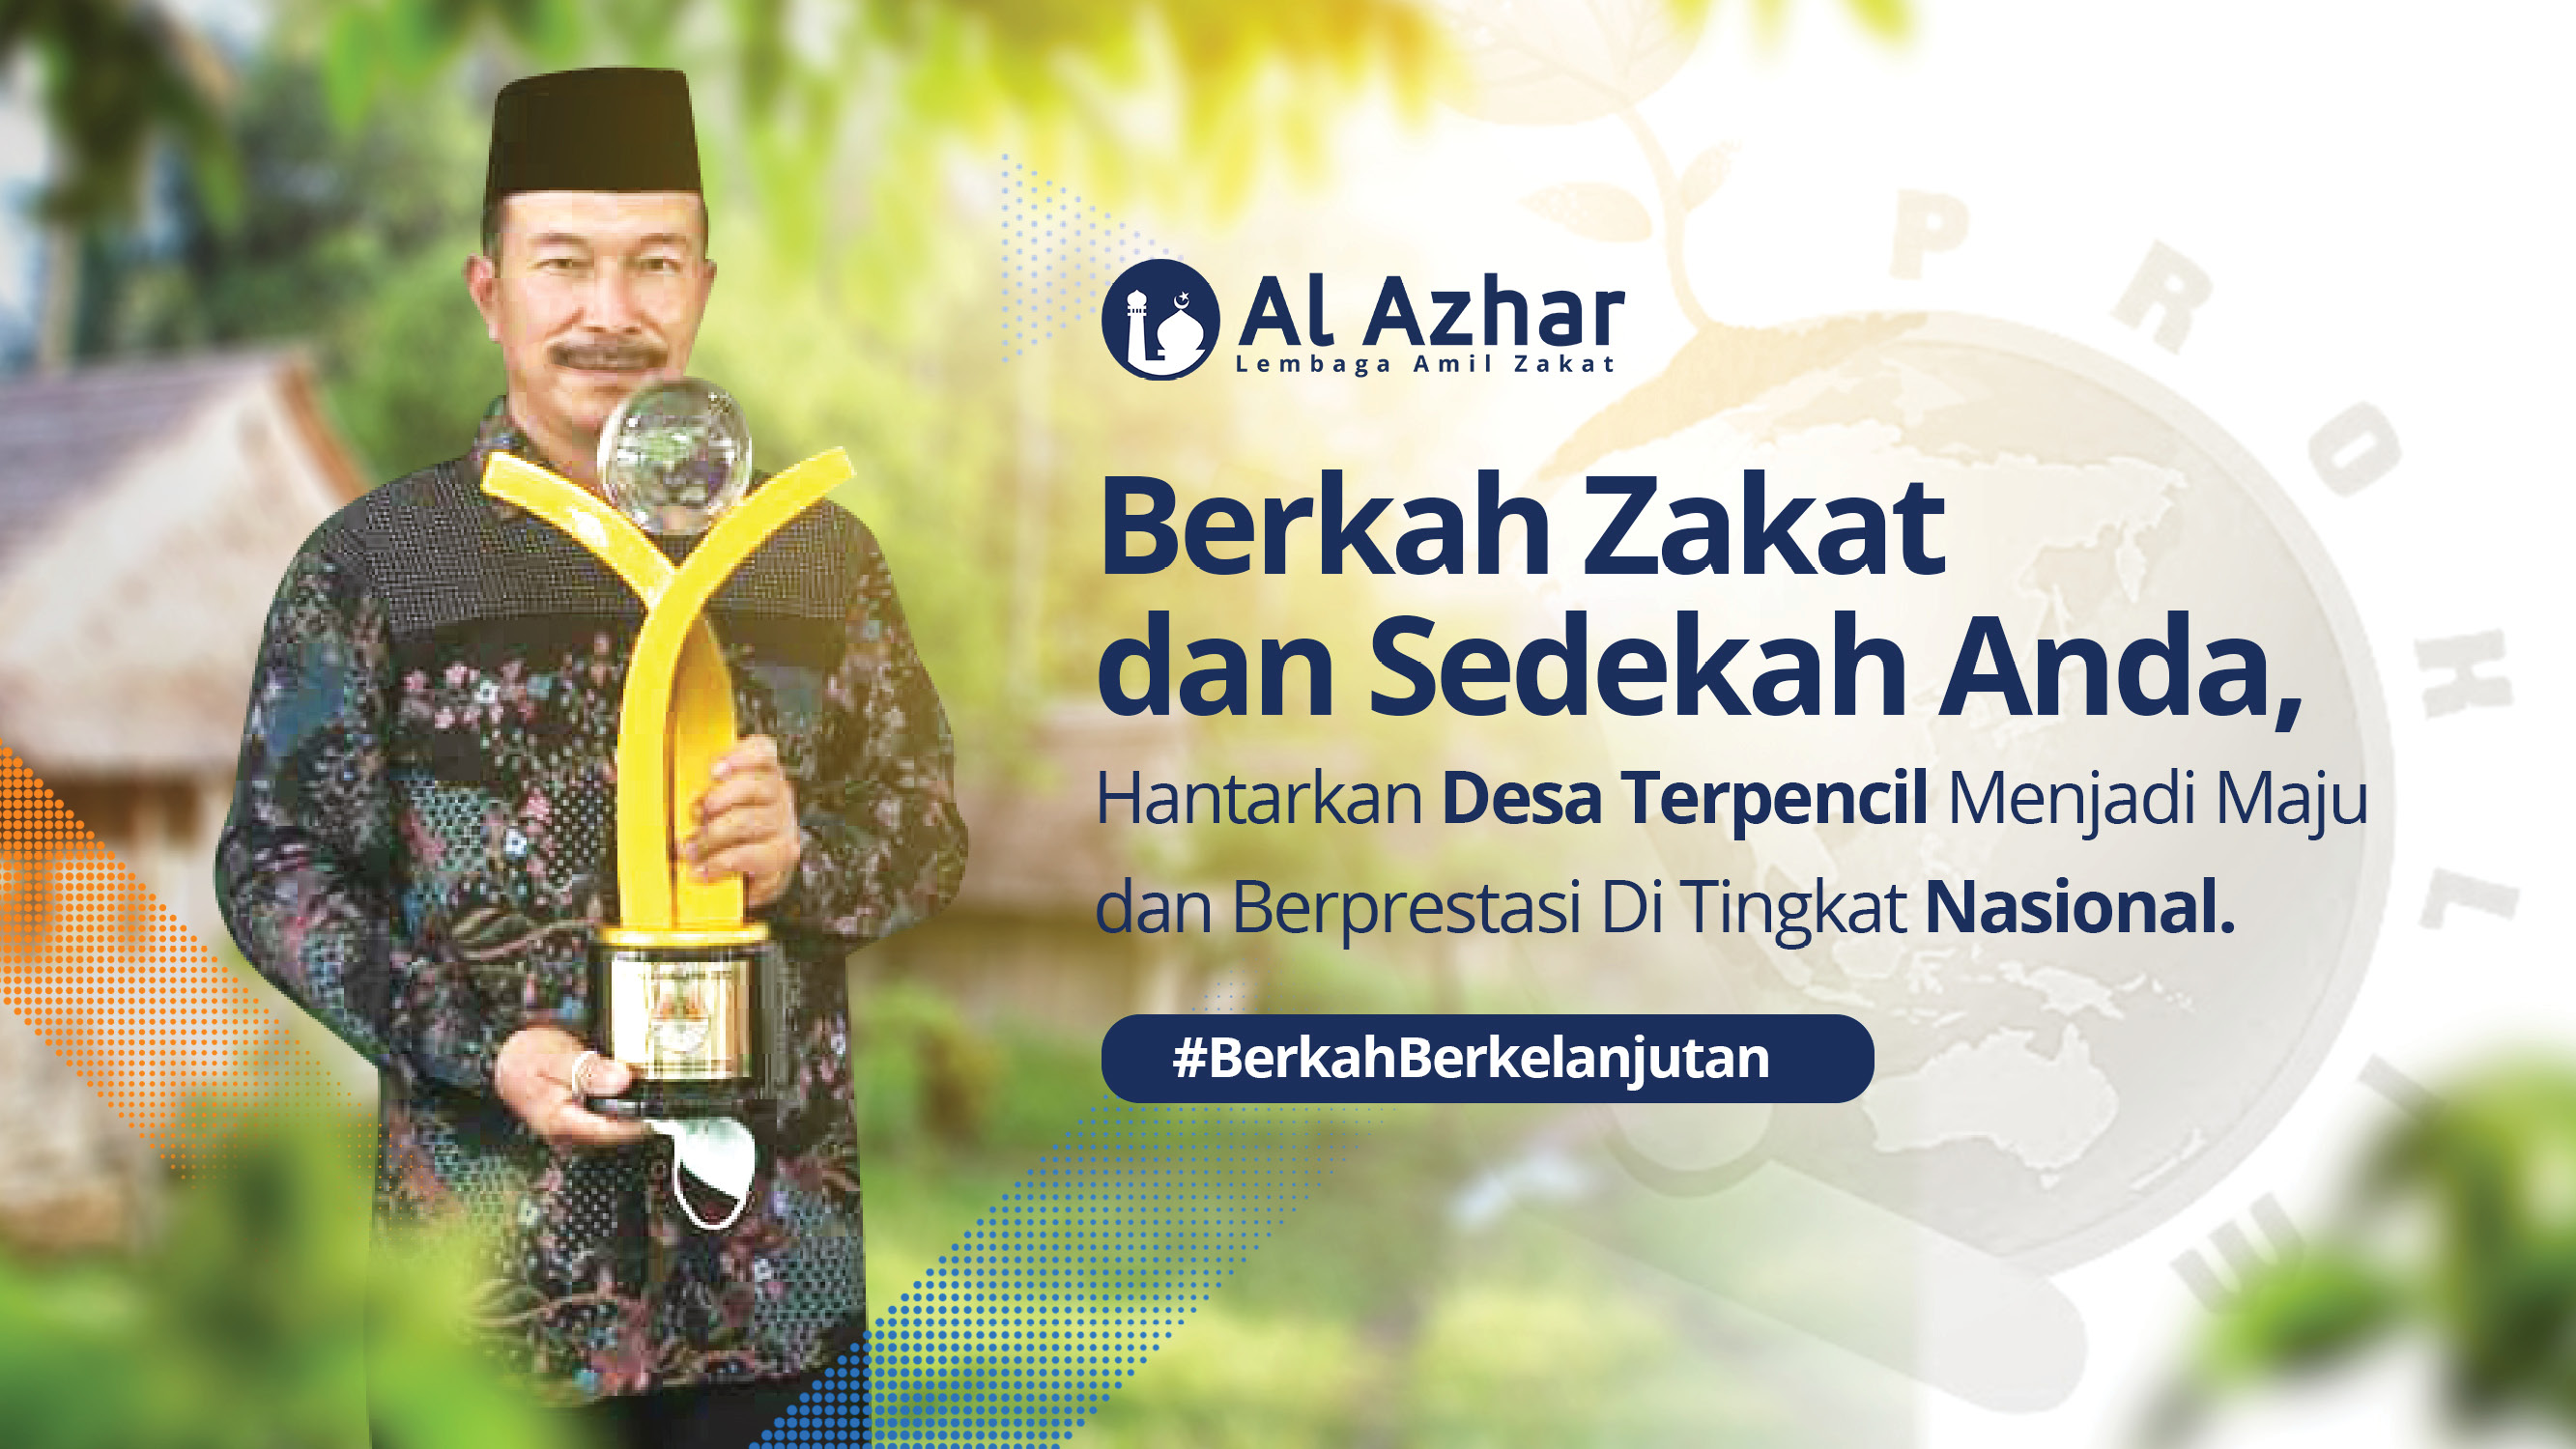 Al Azhar
Lembaga Amil Zakat
Berkah Zakat
dan Sedekah Anda,
Hantarkan Desa Terpencil Menjadi Maju
dan Berprestasi Di Tingkat Nasional.
#BerkahBerkelanjutan
PROKLIM